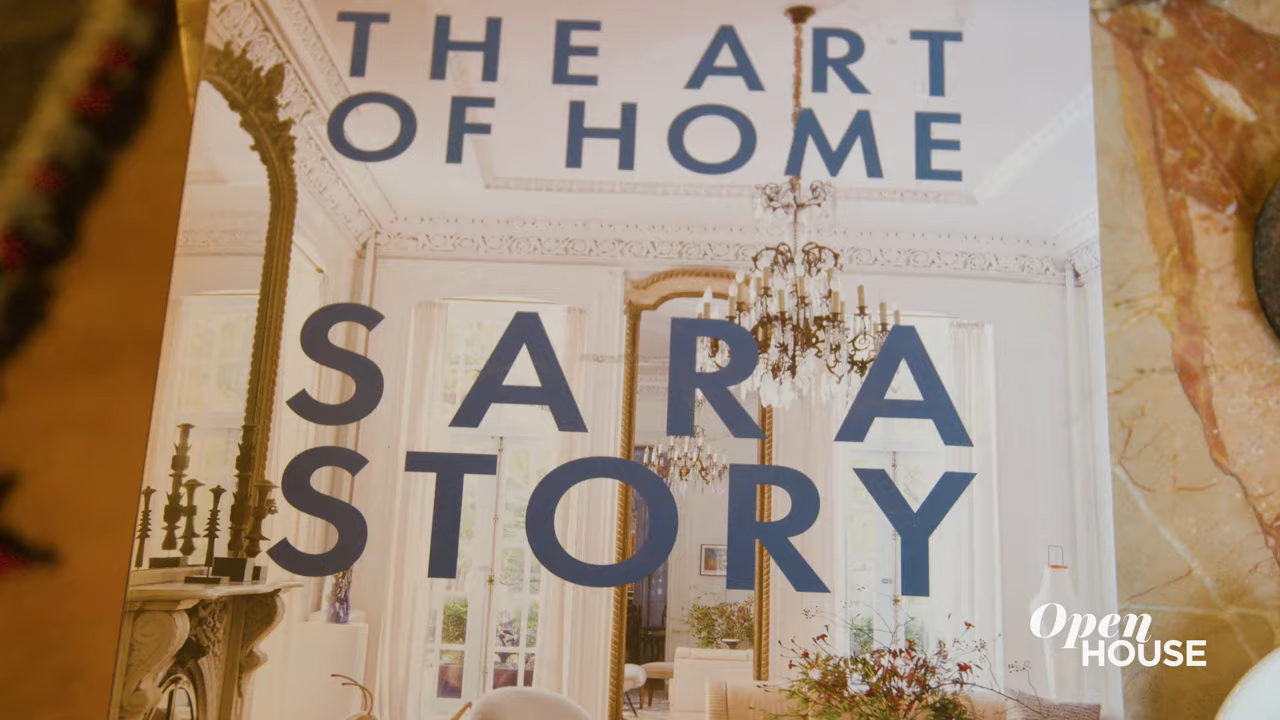 THE ART
OF HOME
SARA
STORY
Open
HOUSE